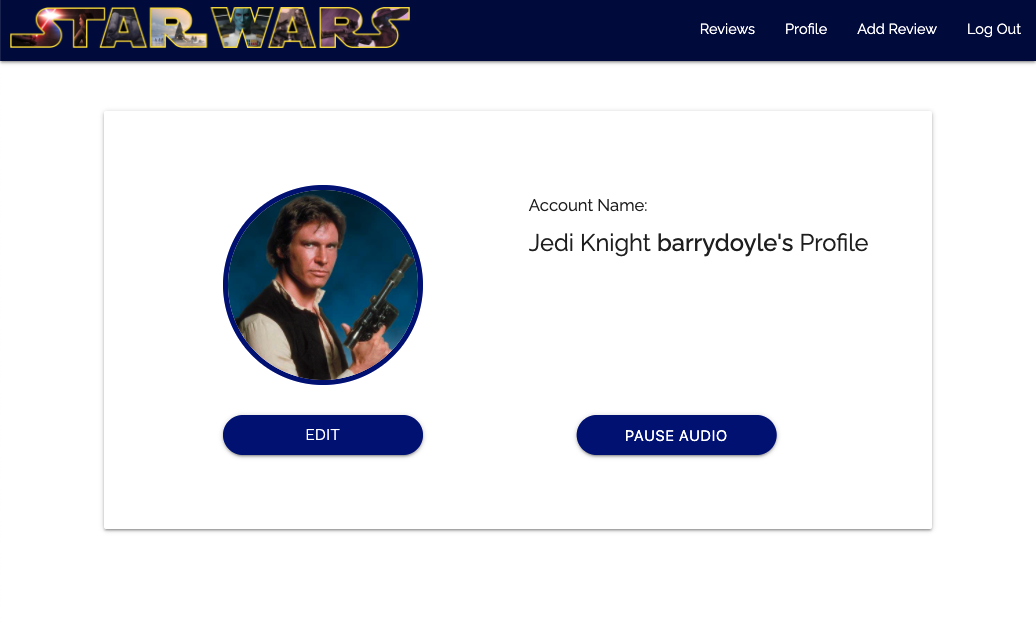 STAR WARS
Reviews Profile Add Review Log Out
Account Name:
Jedi Knight barrydoyle's Profile
EDIT
PAUSE AUDIO